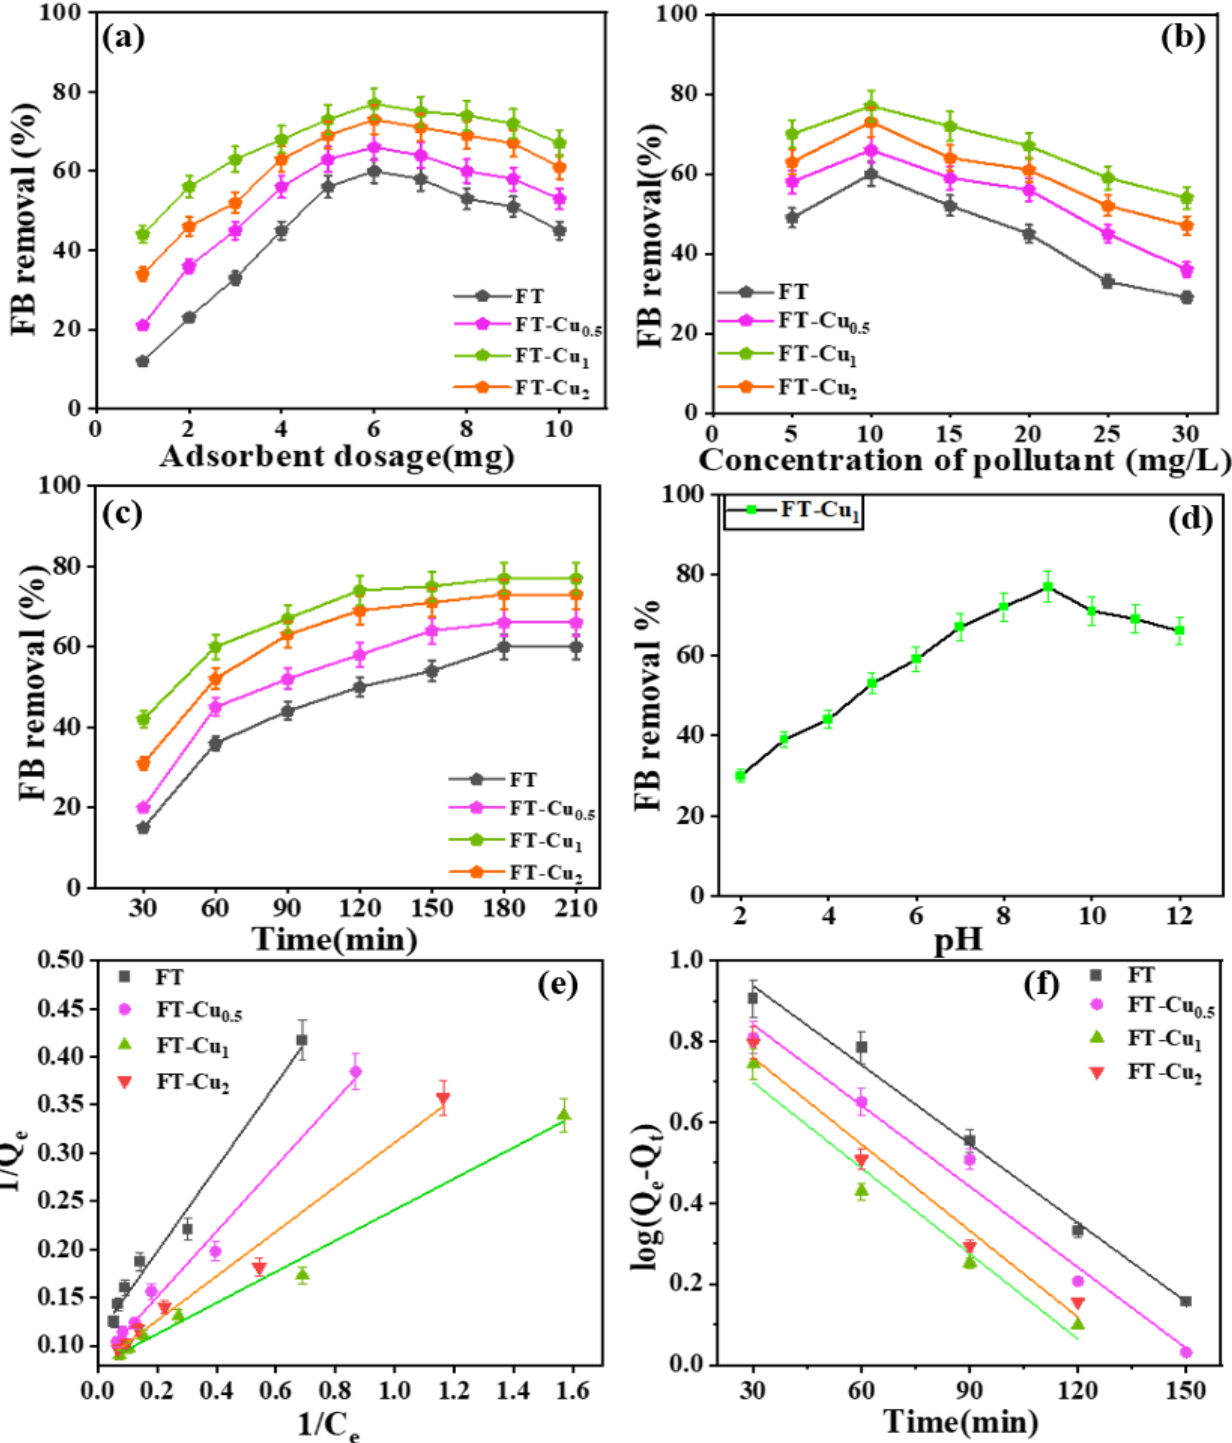 (a)
FB removal (%)
100
80
60
40
20
0
FT
FT-Cu0.5
FT-Cu1
FT-Cu2
0 2 4 6 8 10
Adsorbent dosage(mg)
(b)
FB removal(%)
100
80
60
40
20
0
FT
FT-Cu0.5
FT-Cu1
FT-Cu2
0 5 10 15 20 25 30
Concentration of pollutant (mg/L)
(c)
FB removal (%)
100
80
60
40
20
0
FT
FT-Cu0.5
FT-Cu1
FT-Cu2
30 60 90 120 150 180 210
Time(min)
(d)
FT-Cu1
FB removal %
100
80
60
40
20
0
2 4 6 8 10 12
pH
(e)
1/Qe
0.50
0.45
0.40
0.35
0.30
0.25
0.20
0.15
0.10
FT
FT-Cu0.5
FT-Cu1
FT-Cu2
0.0 0.2 0.4 0.6 0.8 1.0 1.2 1.4 1.6
1/Ce
(f)
log(Qe-Qt)
1.0
0.8
0.6
0.4
0.2
0.0
FT
FT-Cu0.5
FT-Cu1
FT-Cu2
30 60 90 120 150
Time(min)